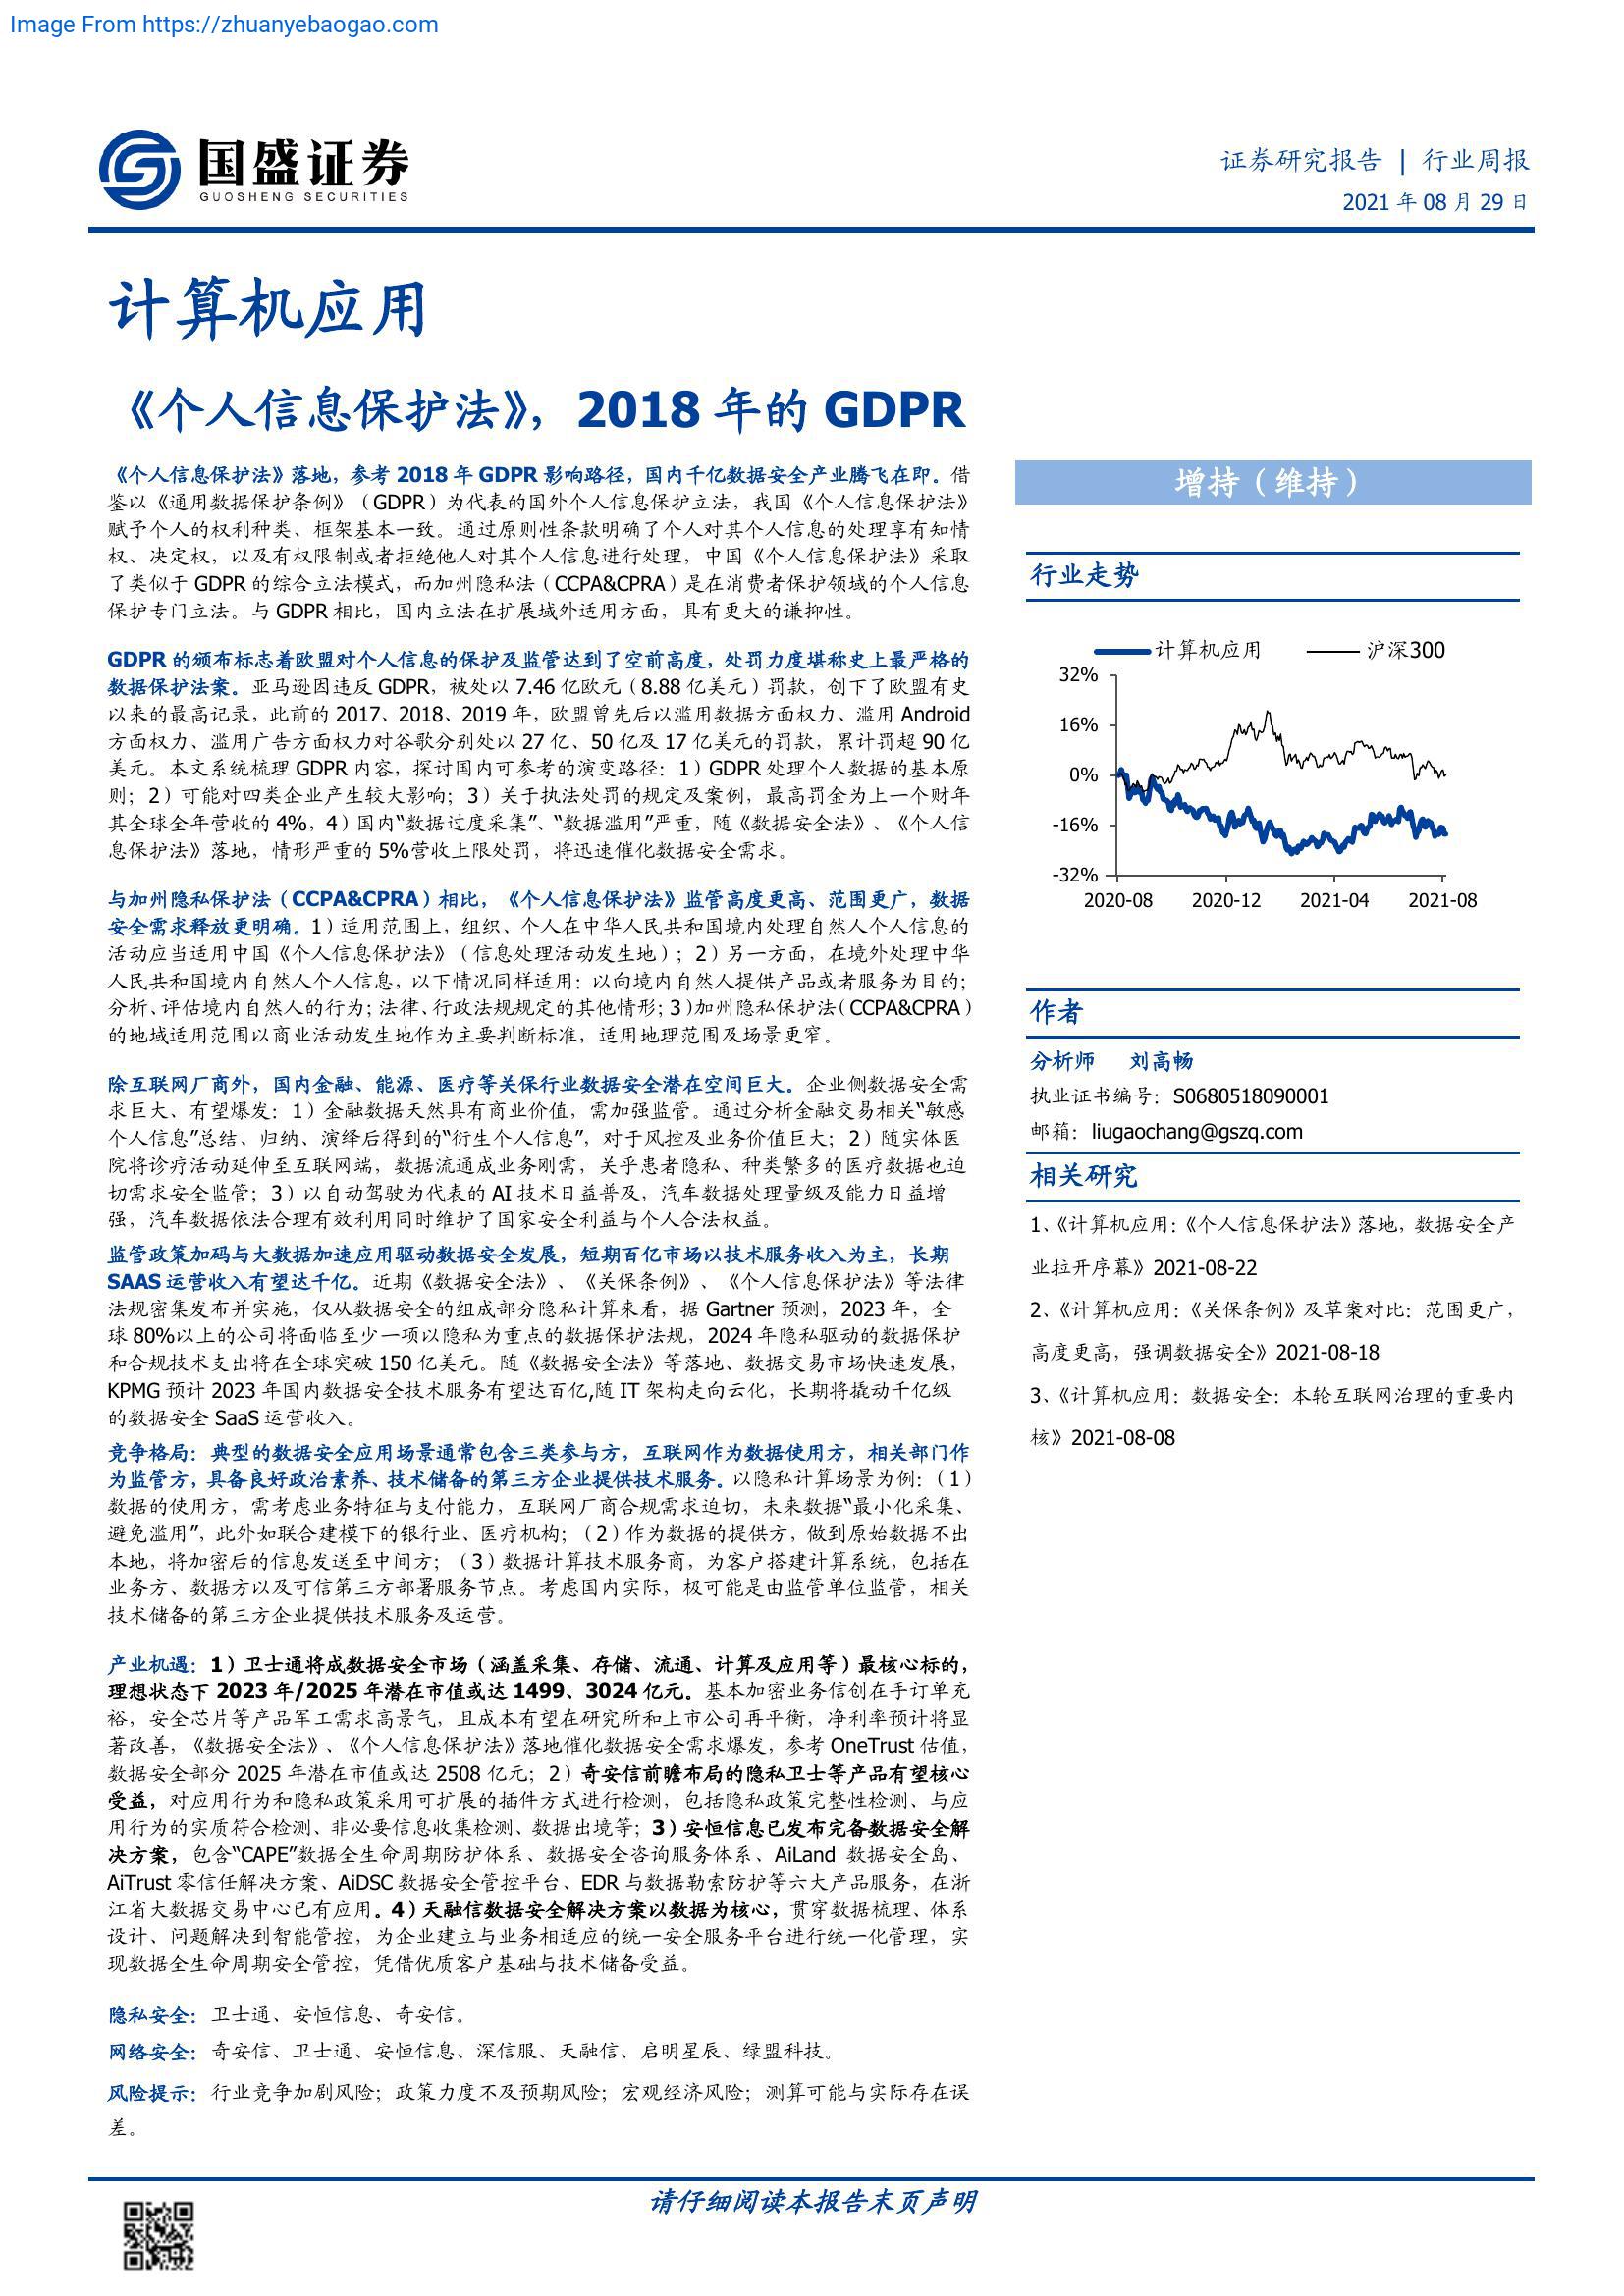 Image From https://zhuanyebaogao.com
国盛证券
GUOSHENG SECURITIES
证券研究报告 | 行业周报
2021 年 08 月 29 日
计算机应用
《个人信息保护法》，2018 年的 GDPR
《个人信息保护法》落地，参考 2018 年 GDPR 影响路径，国内千亿数据安全产业腾飞在即。借
鉴以《通用数据保护条例》（GDPR）为代表的国外个人信息保护立法，我国《个人信息保护法》
赋予个人的权利种类、框架基本一致。通过原则性条款明确了个人对其个人信息的处理享有知情
权、决定权，以及有权限制或者拒绝他人对其个人信息进行处理，中国《个人信息保护法》采取
了类似于 GDPR 的综合立法模式，而加州隐私法（CCPA&CPRA）是在消费者保护领域的个人信息
保护专门立法。与 GDPR 相比，国内立法在扩展域外适用方面，具有更大的谦抑性。
GDPR 的颁布标志着欧盟对个人信息的保护及监管达到了空前高度，处罚力度堪称史上最严格的
数据保护法案。亚马逊因违反 GDPR，被处以 7.46 亿欧元（8.88 亿美元）罚款，创下了欧盟有史
以来的最高记录，此前的 2017、2018、2019 年，欧盟曾先后以滥用数据方面权力、滥用 Android
方面权力、滥用广告方面权力对谷歌分别处以 27 亿、50 亿及 17 亿美元的罚款，累计罚超 90 亿
美元。本文系统梳理 GDPR 内容，探讨国内可参考的演变路径：1）GDPR 处理个人数据的基本原
则；2）可能对四类企业产生较大影响；3）关于执法处罚的规定及案例，最高罚金为上一个财年
其全球全年营收的 4%，4）国内“数据过度采集”、“数据滥用”严重，随《数据安全法》、《个人信
息保护法》落地，情形严重的 5%营收上限处罚，将迅速催化数据安全需求。
与加州隐私保护法（CCPA&CPRA）相比，《个人信息保护法》监管高度更高、范围更广，数据
安全需求释放更明确。1）适用范围上，组织、个人在中华人民共和国境内处理自然人个人信息的
活动应当适用中国《个人信息保护法》（信息处理活动发生地）；2）另一方面，在境外处理中华
人民共和国境内自然人个人信息，以下情况同样适用：以向境内自然人提供产品或者服务为目的；
分析、评估境内自然人的行为；法律、行政法规规定的其他情形；3）加州隐私保护法（CCPA&CPRA）
的地域适用范围以商业活动发生地作为主要判断标准，适用地理范围及场景更窄。
除互联网厂商外，国内金融、能源、医疗等关保行业数据安全潜在空间巨大。企业侧数据安全需
求巨大、有望爆发：1）金融数据天然具有商业价值，需加强监管。通过分析金融交易相关“敏感
个人信息”总结、归纳、演绎后得到的“衍生个人信息”，对于风控及业务价值巨大；2）随实体医
院将诊疗活动延伸至互联网端，数据流通成业务刚需，关乎患者隐私、种类繁多的医疗数据也迫
切需求安全监管；3）以自动驾驶为代表的 AI 技术日益普及，汽车数据处理量级及能力日益增
强，汽车数据依法合理有效利用同时维护了国家安全利益与个人合法权益。
监管政策加码与大数据加速应用驱动数据安全发展，短期百亿市场以技术服务收入为主，长期
SAAS 运营收入有望达千亿。近期《数据安全法》、《关保条例》、《个人信息保护法》等法律
法规密集发布并实施，仅从数据安全的组成部分隐私计算来看，据 Gartner 预测，2023 年，全
球 80%以上的公司将面临至少一项以隐私为重点的数据保护法规，2024 年隐私驱动的数据保护
和合规技术支出将在全球突破 150 亿美元。随《数据安全法》等落地、数据交易市场快速发展，
KPMG 预计 2023 年国内数据安全技术服务有望达百亿,随 IT 架构走向云化，长期将撬动千亿级
的数据安全 SaaS 运营收入。
竞争格局：典型的数据安全应用场景通常包含三类参与方，互联网作为数据使用方，相关部门作
为监管方，具备良好政治素养、技术储备的第三方企业提供技术服务。以隐私计算场景为例：（1）
数据的使用方，需考虑业务特征与支付能力，互联网厂商合规需求迫切，未来数据“最小化采集、
避免滥用”，此外如联合建模下的银行业、医疗机构；（2）作为数据的提供方，做到原始数据不出
本地，将加密后的信息发送至中间方；（3）数据计算技术服务商，为客户搭建计算系统，包括在
业务方、数据方以及可信第三方部署服务节点。考虑国内实际，极可能是由监管单位监管，相关
技术储备的第三方企业提供技术服务及运营。
产业机遇：1）卫士通将成数据安全市场（涵盖采集、存储、流通、计算及应用等）最核心标的，
理想状态下 2023 年/2025 年潜在市值或达 1499、3024 亿元。基本加密业务信创在手订单充
裕，安全芯片等产品军工需求高景气，且成本有望在研究所和上市公司再平衡，净利率预计将显
著改善，《数据安全法》、《个人信息保护法》落地催化数据安全需求爆发，参考 OneTrust 估值，
数据安全部分 2025 年潜在市值或达 2508 亿元；2）奇安信前瞻布局的隐私卫士等产品有望核心
受益，对应用行为和隐私政策采用可扩展的插件方式进行检测，包括隐私政策完整性检测、与应
用行为的实质符合检测、非必要信息收集检测、数据出境等；3）安恒信息已发布完备数据安全解
决方案，包含“CAPE”数据全生命周期防护体系、数据安全咨询服务体系、AiLand 数据安全岛、
AiTrust 零信任解决方案、AiDSC 数据安全管控平台、EDR 与数据勒索防护等六大产品服务，在浙
江省大数据交易中心已有应用。4）天融信数据安全解决方案以数据为核心，贯穿数据梳理、体系
设计、问题解决到智能管控，为企业建立与业务相适应的统一安全服务平台进行统一化管理，实
现数据全生命周期安全管控，凭借优质客户基础与技术储备受益。
隐私安全：卫士通、安恒信息、奇安信。
网络安全：奇安信、卫士通、安恒信息、深信服、天融信、启明星辰、绿盟科技。
风险提示：行业竞争加剧风险；政策力度不及预期风险；宏观经济风险；测算可能与实际存在误
差。
增持（维持）
行业走势
计算机应用 沪深300
32%
16%
0%
-16%
-32%
2020-08 2020-12 2021-04 2021-08
作者
分析师 刘高畅
执业证书编号：S0680518090001
邮箱：liugaochang@gszq.com
相关研究
1、《计算机应用：《个人信息保护法》落地，数据安全产
业拉开序幕》2021-08-22
2、《计算机应用：《关保条例》及草案对比：范围更广，
高度更高，强调数据安全》2021-08-18
3、《计算机应用：数据安全：本轮互联网治理的重要内
核》2021-08-08
请仔细阅读本报告末页声明